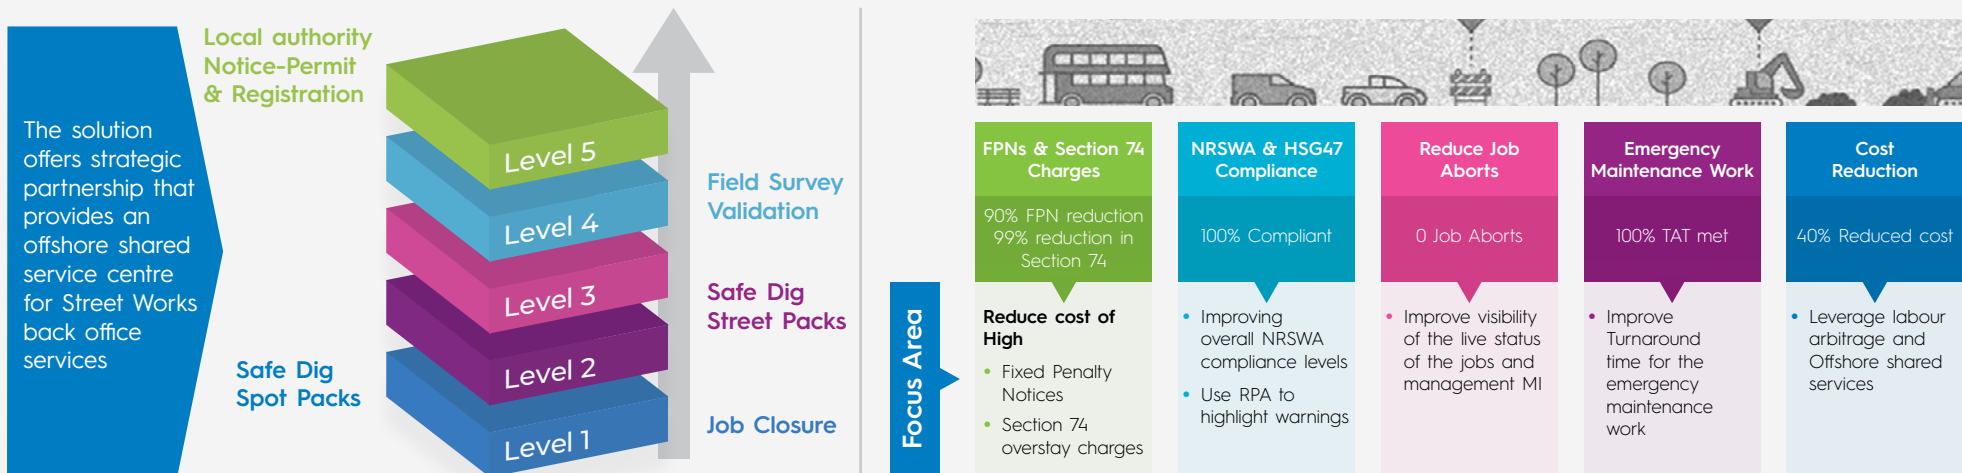 The solution
offers strategic
partnership that
provides an
offshore shared
service centre
for Street Works
back office
services
Local authority
Notice-Permit
& Registration
Safe Dig
Spot Packs
Level 5
Level 4
Level 3
Level 2
Level 1
Field Survey
Validation
Safe Dig
Street Packs
Job Closure
Focus Area
FPNs & Section 74
Charges
90% FPN reduction
99% reduction in
Section 74
Reduce cost of
High
• Fixed Penalty
Notices
• Section 74
overstay charges
NRSWA & HSG47
Compliance
100% Compliant
• Improving
overall NRSWA
compliance levels
• Use RPA to
highlight warnings
Reduce Job
Aborts
0 Job Aborts
• Improve visibility
of the live status
of the jobs and
management MI
Emergency
Maintenance Work
100% TAT met
• Improve
Turnaround
time for the
emergency
maintenance
work
Cost
Reduction
40% Reduced cost
• Leverage labour
arbitrage and
Offshore shared
services